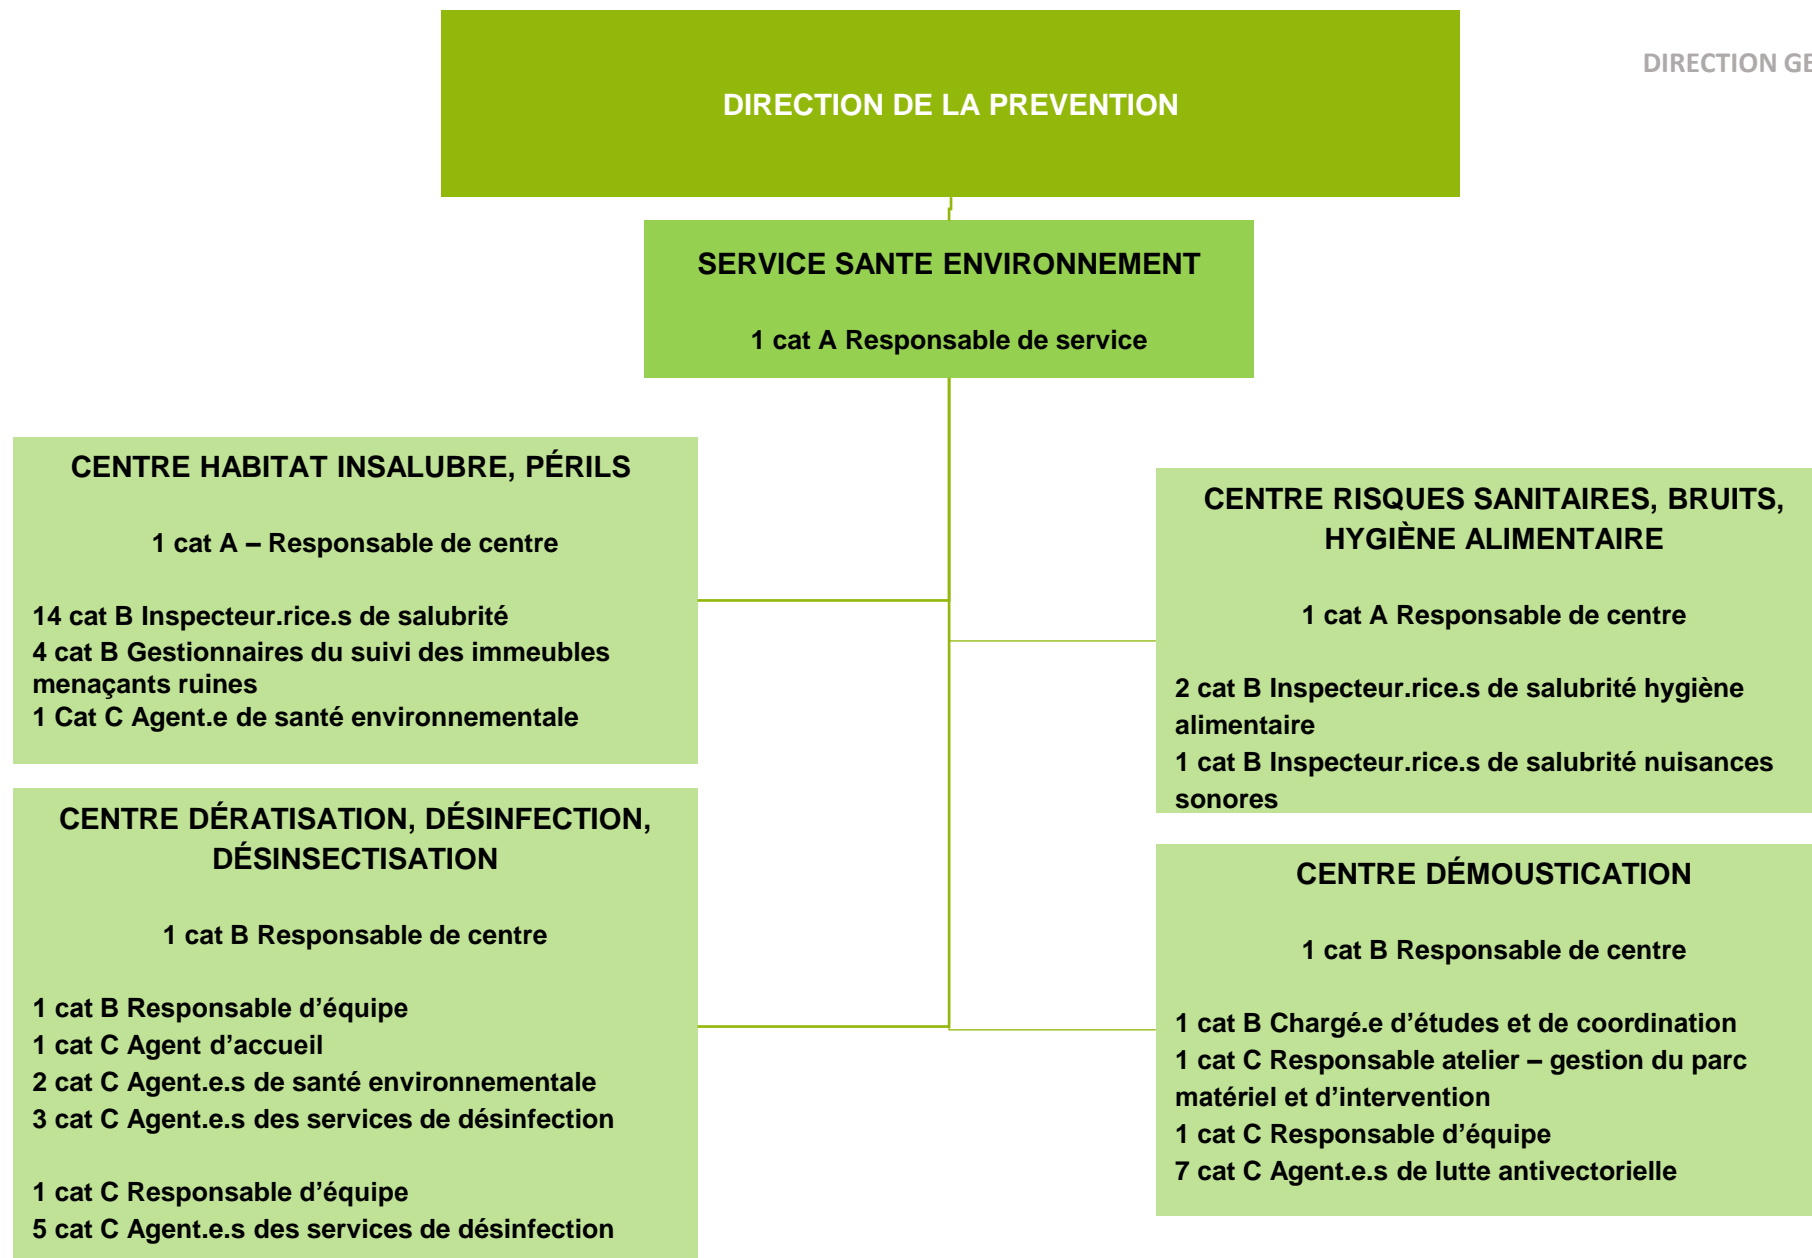 DIRECTION GE
DIRECTION DE LA PREVENTION
SERVICE SANTE ENVIRONNEMENT
1 cat A Responsable de service
CENTRE HABITAT INSALUBRE, PÉRILS
1 cat A – Responsable de centre
14 cat B Inspecteur.rice.s de salubrité
4 cat B Gestionnaires du suivi des immeubles
menaçants ruines
1 Cat C Agent.e de santé environnementale
CENTRE RISQUES SANITAIRES, BRUITS,
HYGIÈNE ALIMENTAIRE
1 cat A Responsable de centre
2 cat B Inspecteur.rice.s de salubrité hygiène
alimentaire
1 cat B Inspecteur.rice.s de salubrité nuisances
sonores
CENTRE DÉRATISATION, DÉSINFECTION,
DÉSINSECTISATION
1 cat B Responsable de centre
1 cat B Responsable d’équipe
1 cat C Agent d’accueil
2 cat C Agent.e.s de santé environnementale
3 cat C Agent.e.s des services de désinfection
1 cat C Responsable d’équipe
5 cat C Agent.e.s des services de désinfection
CENTRE DÉMOUSTICATION
1 cat B Responsable de centre
1 cat B Chargé.e d’études et de coordination
1 cat C Responsable atelier – gestion du parc
matériel et d’intervention
1 cat C Responsable d’équipe
7 cat C Agent.e.s de lutte antivectorielle